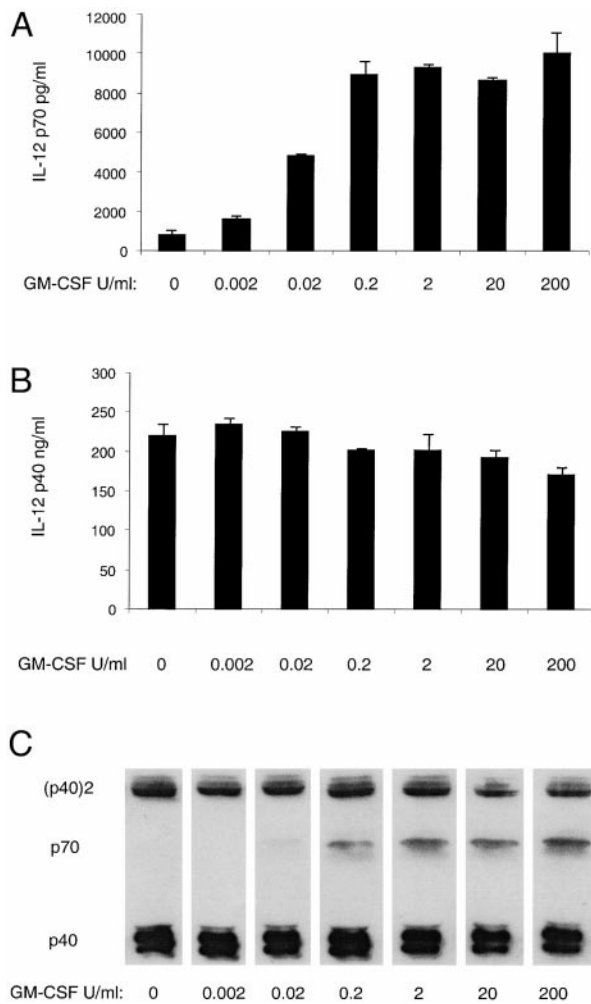 A
IL-12 p70 pg/ml
12000
10000
8000
6000
4000
2000
0
GM-CSF U/ml: 0 0.002 0.02 0.2 2 20 200
B
IL-12 p40 ng/ml
300
250
200
150
100
50
0
GM-CSF U/ml 0 0.002 0.02 0.2 2 20 200
C
(p40)2
p70
p40
GM-CSF U/ml: 0 0.002 0.02 0.2 2 20 200